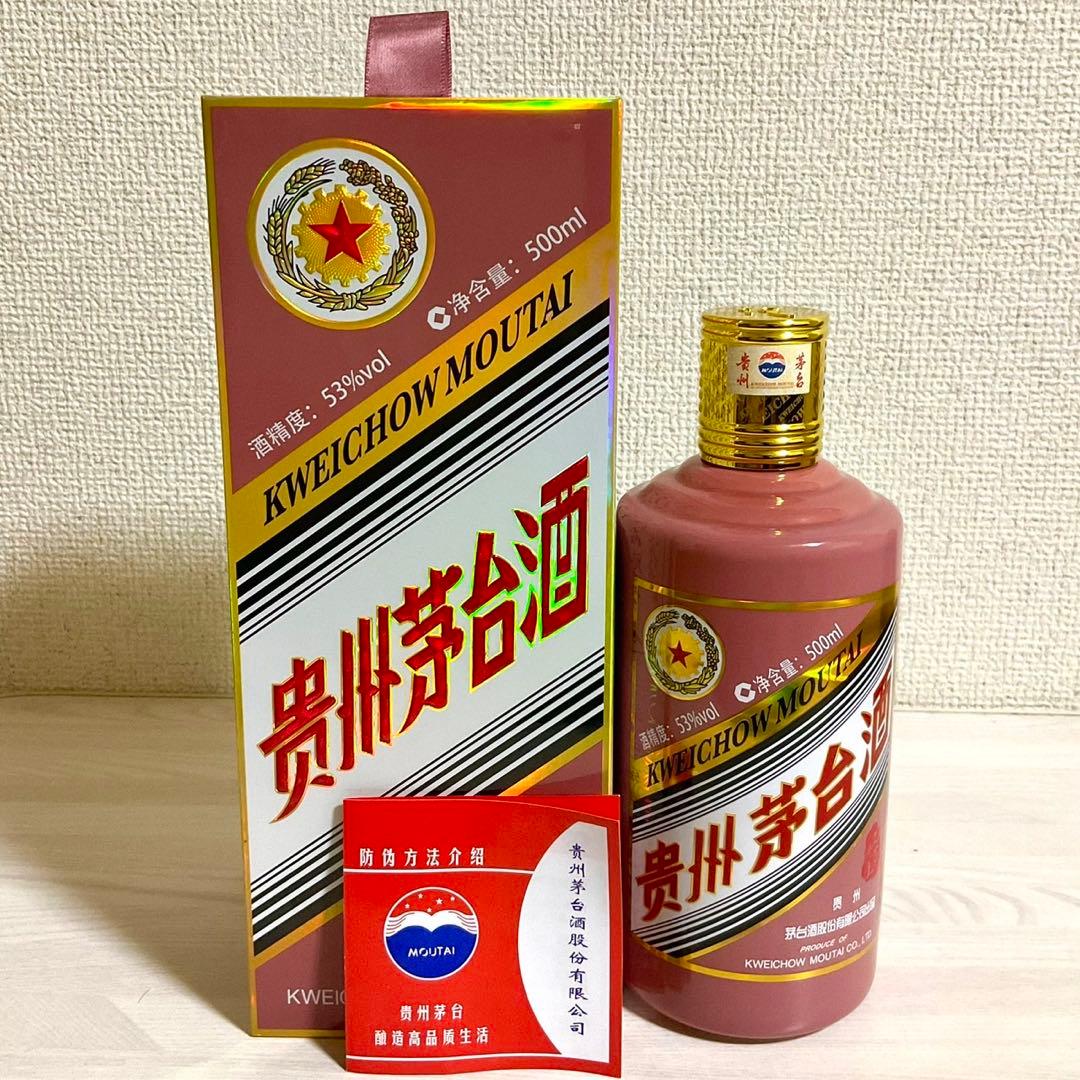 净含量：500ml
酒精度：53%vol
KWEICHOW MOUTAI
贵州茅台酒
KWEIC
贵州
茅台
MOUTAI
KWEICHOW MOUTAI
净含量：500ml
酒精度：53%vol
KWEICHOW MOUTAI
贵州茅台酒
贵州
茅台酒股份有限公司出品
PRODUCE OF
KWEICHOW MOUTAI CO., LTD.
防伪方法介绍
MOUTAI
贵州茅台
酿造高品质生活
贵州茅台酒股份有限公司